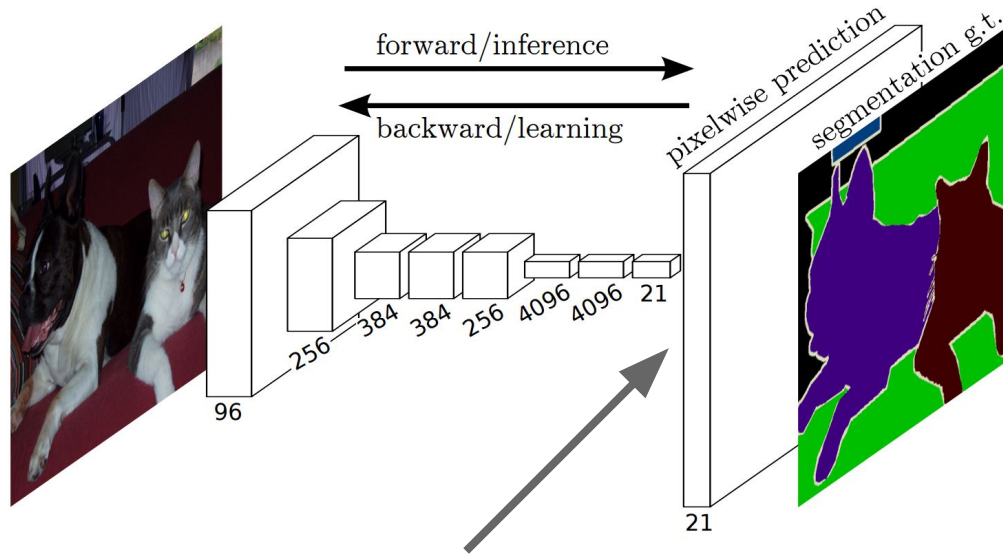 forward/inference
backward/learning
pixelwise prediction
segmentation g.t.
96
256
384
384
256
4096
4096
21
21